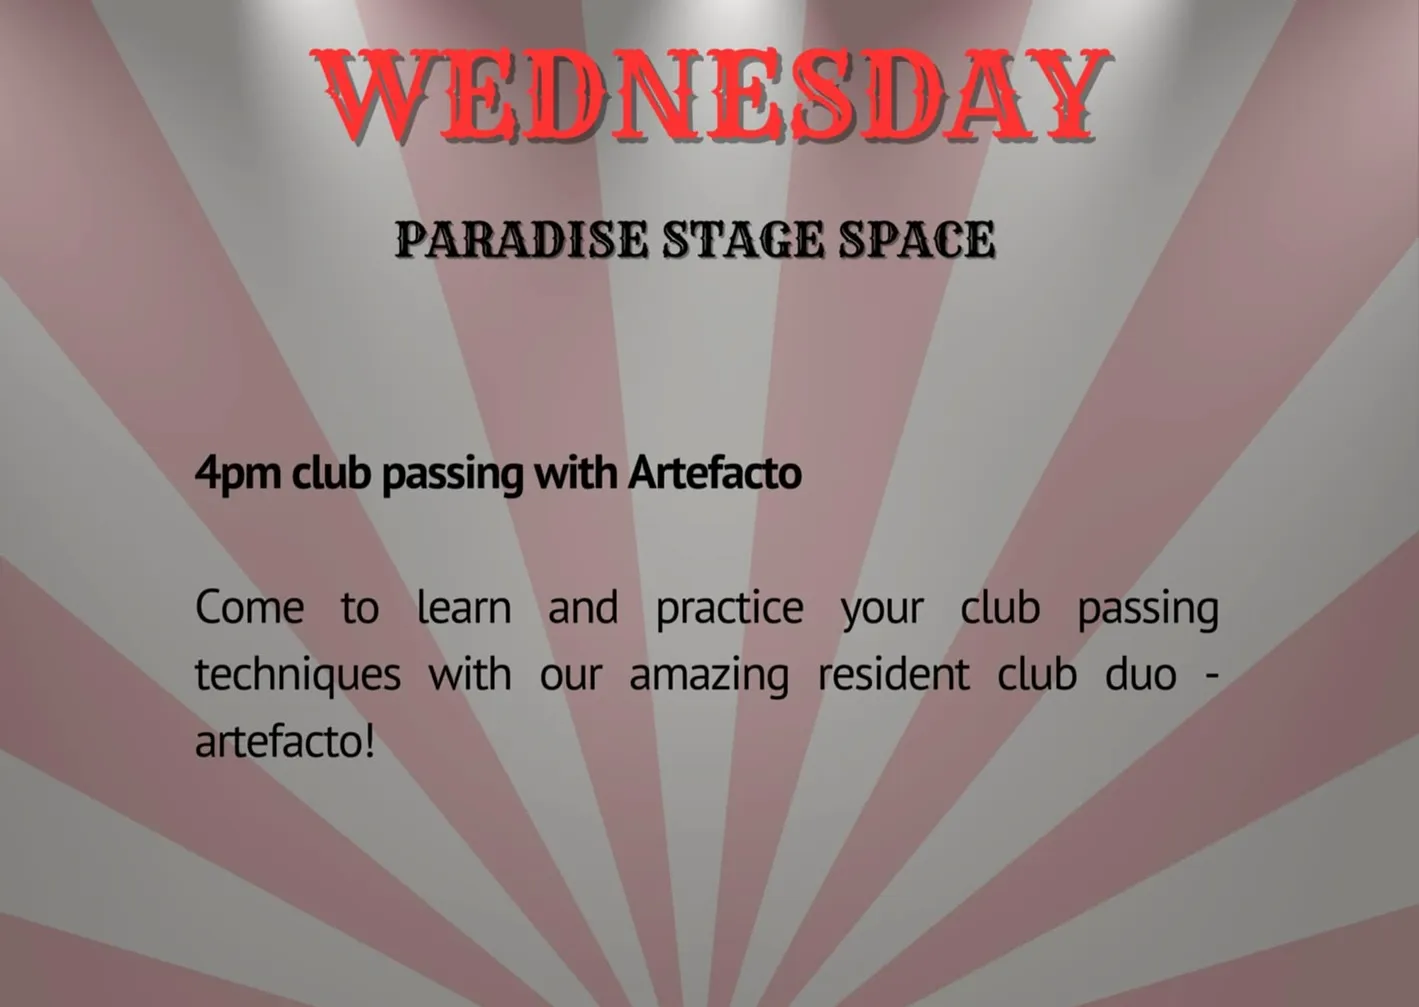 WEDNESDAY
PARADISE STAGE SPACE
4pm club passing with Artefacto
Come to learn and practice your club passing
techniques with our amazing resident club duo -
artefacto!